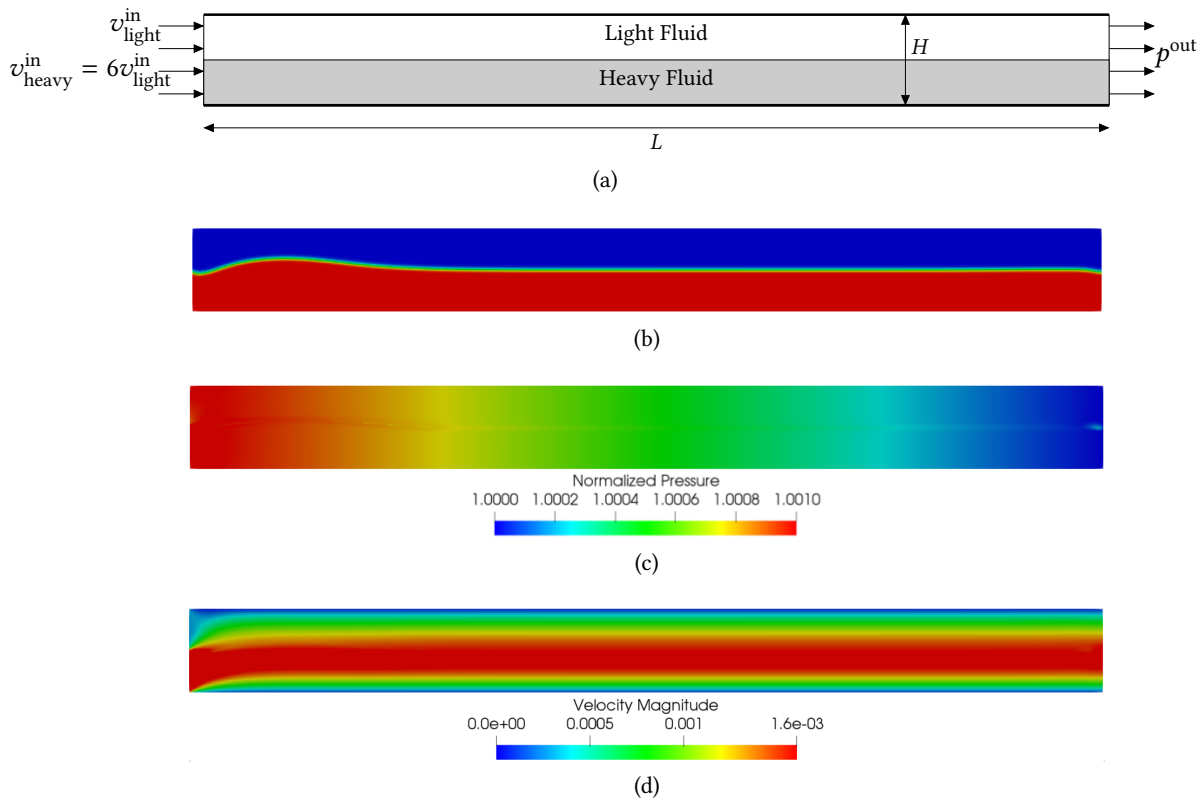 v_light^in
Light Fluid
H
p^out
v_heavy^in = 6v_light^in
Heavy Fluid
L
(a)
(b)
Normalized Pressure
1.0000 1.0002 1.0004 1.0006 1.0008 1.0010
(c)
Velocity Magnitude
0.0e+00 0.0005 0.001 1.6e-03
(d)